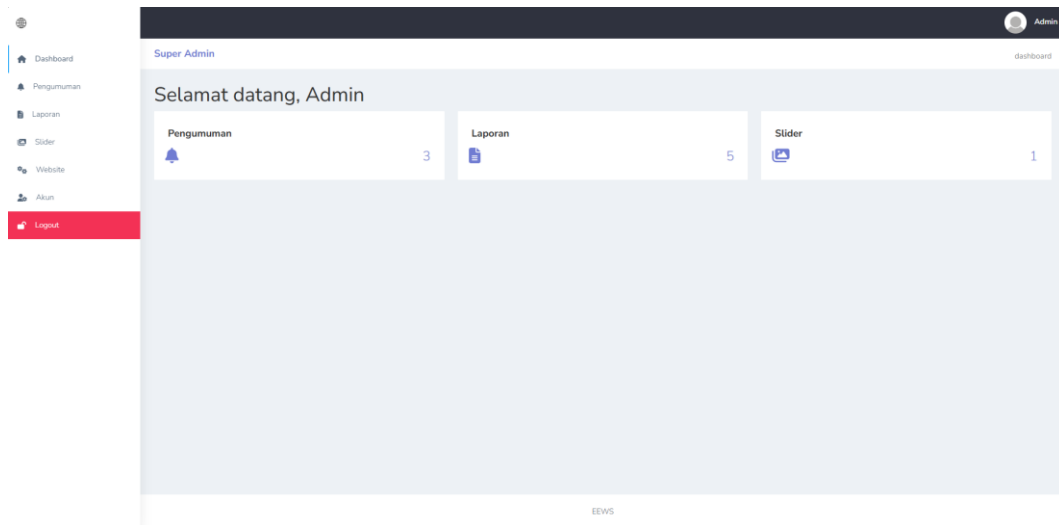 Admin
Dashboard
Pengumuman
Laporan
Slider
Website
Akun
Logout
Super Admin
dashboard
Selamat datang, Admin
Pengumuman
3
Laporan
5
Slider
1
EEWS